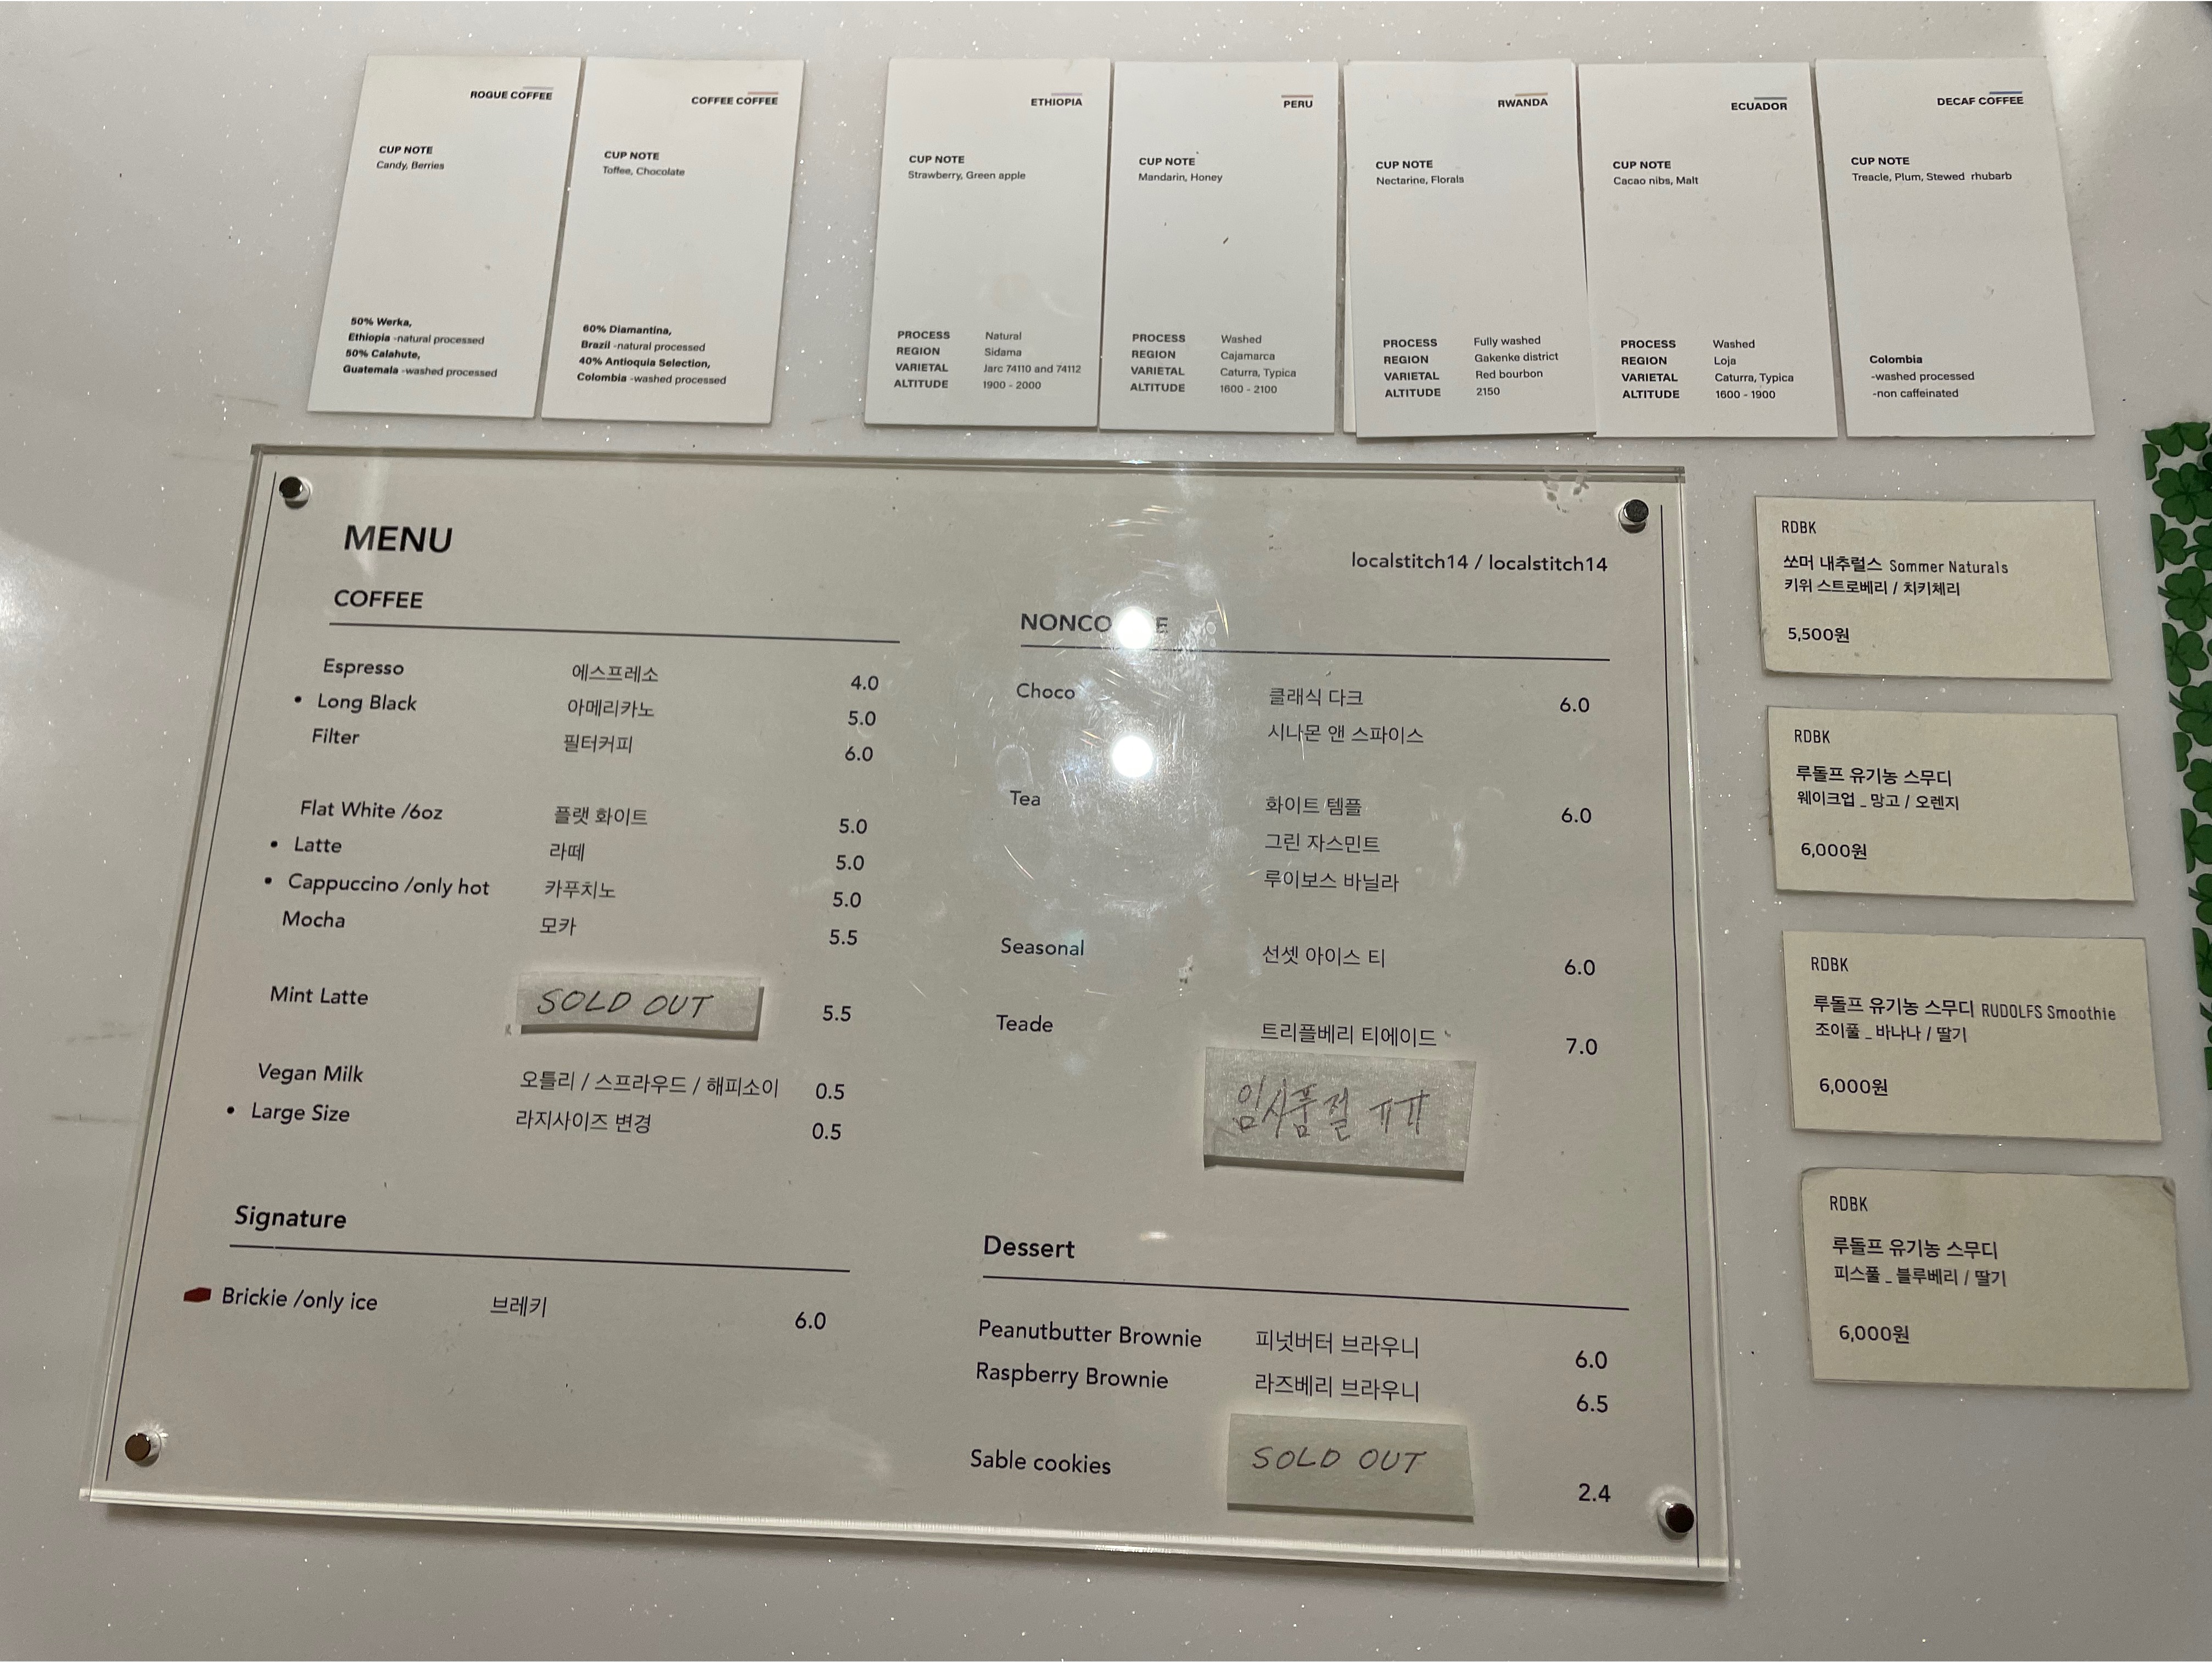 ROGUE COFFEE
CUP NOTE
Candy, Berries
50% Werka,
Ethiopia -natural processed
50% Calahute,
Guatemala -washed processed
COFFEE COFFEE
CUP NOTE
Toffee, Chocolate
60% Diamantina,
Brazil -natural processed
40% Antioquia Selection,
Colombia -washed processed
ETHIOPIA
CUP NOTE
Strawberry, Green apple
PROCESS Natural
REGION Sidama
VARIETAL Jarc 74110 and 74112
ALTITUDE 1900 - 2000
PERU
CUP NOTE
Mandarin, Honey
PROCESS Washed
REGION Cajamarca
VARIETAL Caturra, Typica
ALTITUDE 1600 - 2100
RWANDA
CUP NOTE
Nectarine, Florals
PROCESS Fully washed
REGION Gakenke district
VARIETAL Red bourbon
ALTITUDE 2150
ECUADOR
CUP NOTE
Cacao nibs, Malt
PROCESS Washed
REGION Loja
VARIETAL Caturra, Typica
ALTITUDE 1600 - 1900
DECAF COFFEE
CUP NOTE
Treacle, Plum, Stewed rhubarb
Colombia
-washed processed
-non caffeinated
MENU
localstitch14 / localstitch14
COFFEE
Espresso 에스프레소 4.0
• Long Black 아메리카노 5.0
Filter 필터커피 6.0
Flat White /6oz 플랫 화이트 5.0
• Latte 라떼 5.0
• Cappuccino /only hot 카푸치노 5.0
Mocha 모카 5.5
Mint Latte SOLD OUT 5.5
Vegan Milk 오틀리 / 스프라우드 / 해피소이 0.5
• Large Size 라지사이즈 변경 0.5
Signature
Brickie /only ice 브레키 6.0
Choco 클래식 다크 6.0
시나몬 앤 스파이스
Tea 화이트 템플 6.0
그린 자스민트
루이보스 바닐라
Seasonal 선셋 아이스 티 6.0
Teade 트리플베리 티에이드 7.0
임시품절 ㅠㅠ
Dessert
Peanutbutter Brownie 피넛버터 브라우니 6.0
Raspberry Brownie 라즈베리 브라우니 6.5
Sable cookies SOLD OUT 2.4
RDBK
쏘머 내추럴스 Sommer Naturals
키위 스트로베리 / 치키체리
5,500원
RDBK
루돌프 유기농 스무디
웨이크업 _ 망고 / 오렌지
6,000원
RDBK
루돌프 유기농 스무디 RUDOLFS Smoothie
조이풀 _ 바나나 / 딸기
6,000원
RDBK
루돌프 유기농 스무디
피스풀 _ 블루베리 / 딸기
6,000원